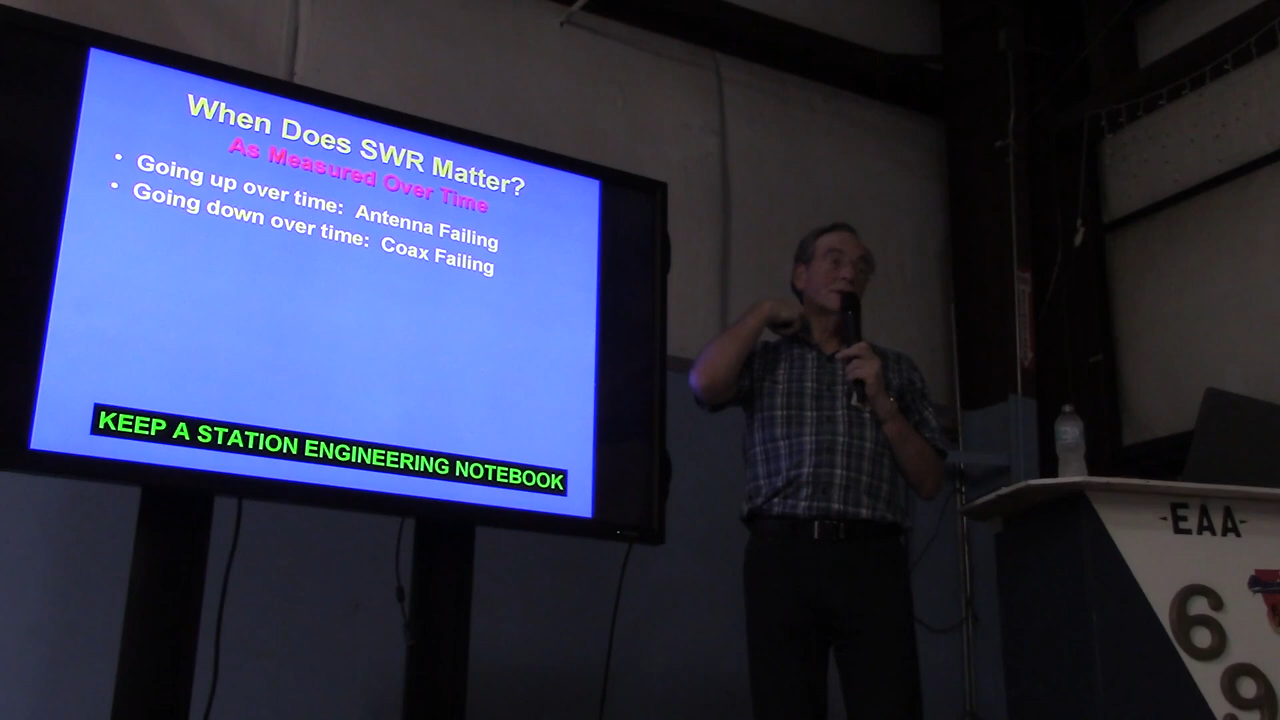 When Does SWR Matter?
As Measured Over Time
• Going up over time: Antenna Failing
• Going down over time: Coax Failing
KEEP A STATION ENGINEERING NOTEBOOK
-EAA-
6
9